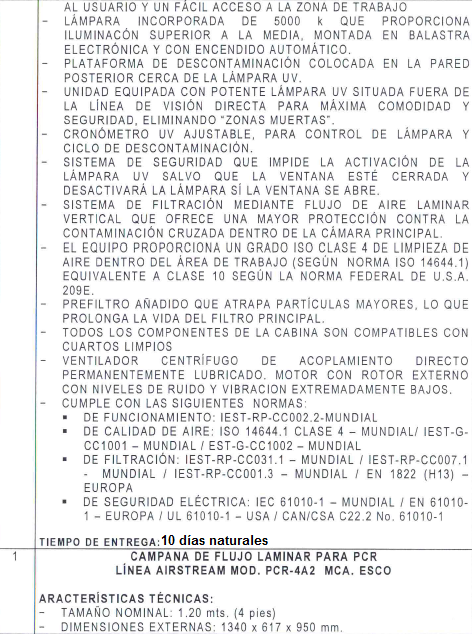 AL USUARIO Y UN FÁCIL ACCESO A LA ZONA DE TRABAJO
– LÁMPARA INCORPORADA DE 5000 k QUE PROPORCIONA
ILUMINACÓN SUPERIOR A LA MEDIA, MONTADA EN BALASTRA
ELECTRÓNICA Y CON ENCENDIDO AUTOMÁTICO.
– PLATAFORMA DE DESCONTAMINACIÓN COLOCADA EN LA PARED
POSTERIOR CERCA DE LA LÁMPARA UV.
– UNIDAD EQUIPADA CON POTENTE LÁMPARA UV SITUADA FUERA DE
LA LÍNEA DE VISIÓN DIRECTA PARA MÁXIMA COMODIDAD Y
SEGURIDAD, ELIMINANDO "ZONAS MUERTAS".
– CRONÓMETRO UV AJUSTABLE, PARA CONTROL DE LÁMPARA Y
CICLO DE DESCONTAMINACIÓN.
– SISTEMA DE SEGURIDAD QUE IMPIDE LA ACTIVACIÓN DE LA
LÁMPARA UV SALVO QUE LA VENTANA ESTÉ CERRADA Y
DESACTIVARÁ LA LÁMPARA SÍ LA VENTANA SE ABRE.
– SISTEMA DE FILTRACIÓN MEDIANTE FLUJO DE AIRE LAMINAR
VERTICAL QUE OFRECE UNA MAYOR PROTECCIÓN CONTRA LA
CONTAMINACIÓN CRUZADA DENTRO DE LA CÁMARA PRINCIPAL.
– EL EQUIPO PROPORCIONA UN GRADO ISO CLASE 4 DE LIMPIEZA DE
AIRE DENTRO DEL ÁREA DE TRABAJO (SEGÚN NORMA ISO 14644.1)
EQUIVALENTE A CLASE 10 SEGÚN LA NORMA FEDERAL DE U.S.A.
209E.
– PREFILTRO AÑADIDO QUE ATRAPA PARTÍCULAS MAYORES, LO QUE
PROLONGA LA VIDA DEL FILTRO PRINCIPAL.
– TODOS LOS COMPONENTES DE LA CABINA SON COMPATIBLES CON
CUARTOS LIMPIOS
– VENTILADOR CENTRÍFUGO DE ACOPLAMIENTO DIRECTO
PERMANENTEMENTE LUBRICADO. MOTOR CON ROTOR EXTERNO
CON NIVELES DE RUIDO Y VIBRACION EXTREMADAMENTE BAJOS.
– CUMPLE CON LAS SIGUIENTES NORMAS:
▪ DE FUNCIONAMIENTO: IEST-RP-CC002.2-MUNDIAL
▪ DE CALIDAD DE AIRE: ISO 14644.1 CLASE 4 – MUNDIAL/ IEST-G-
CC1001 – MUNDIAL / EST-G-CC1002 – MUNDIAL
▪ DE FILTRACIÓN: IEST-RP-CC031.1 – MUNDIAL / IEST-RP-CC007.1
- MUNDIAL / IEST-RP-CC001.3 – MUNDIAL / EN 1822 (H13) –
EUROPA
▪ DE SEGURIDAD ELÉCTRICA: IEC 61010-1 – MUNDIAL / EN 61010-
1 – EUROPA / UL 61010-1 – USA / CAN/CSA C22.2 No. 61010-1
TIEMPO DE ENTREGA: 10 días naturales
1 CAMPANA DE FLUJO LAMINAR PARA PCR
LÍNEA AIRSTREAM MOD. PCR-4A2 MCA. ESCO
ARACTERÍSTICAS TÉCNICAS:
– TAMAÑO NOMINAL: 1.20 mts. (4 pies)
– DIMENSIONES EXTERNAS: 1340 x 617 x 950 mm.